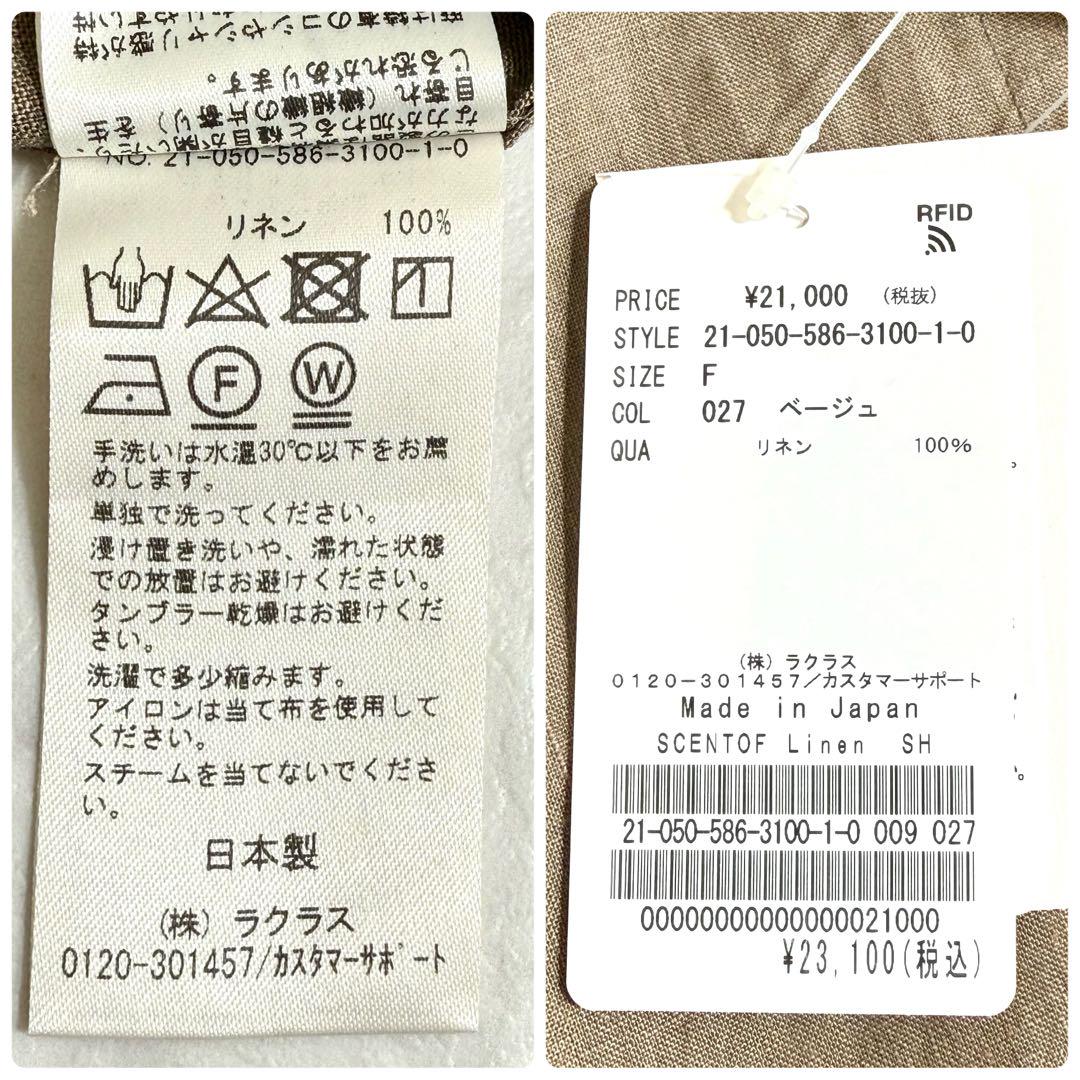 目寄れ（縫組織の片寄り）を生
じる恐れがあります。
NO. 21-050-586-3100-1-0
リネン 100%
F
W
手洗いは水温30℃以下をお薦
めします。
単独で洗ってください。
浸け置き洗いや、濡れた状態
での放置はお避けください。
タンブラー乾燥はお避けくだ
さい。
洗濯で多少縮みます。
アイロンは当て布を使用して
ください。
スチームを当てないでくださ
い。
日本製
（株）ラクラス
0120-301457/カスタマーサポート
RFID
PRICE ¥21,000 （税抜）
STYLE 21-050-586-3100-1-0
SIZE F
COL 027 ベージュ
QUA リネン 100%
（株）ラクラス
0120-301457/カスタマーサポート
Made in Japan
SCENTOF Linen SH
21-050-586-3100-1-0 009 027
00000000000000021000
¥23,100(税込)